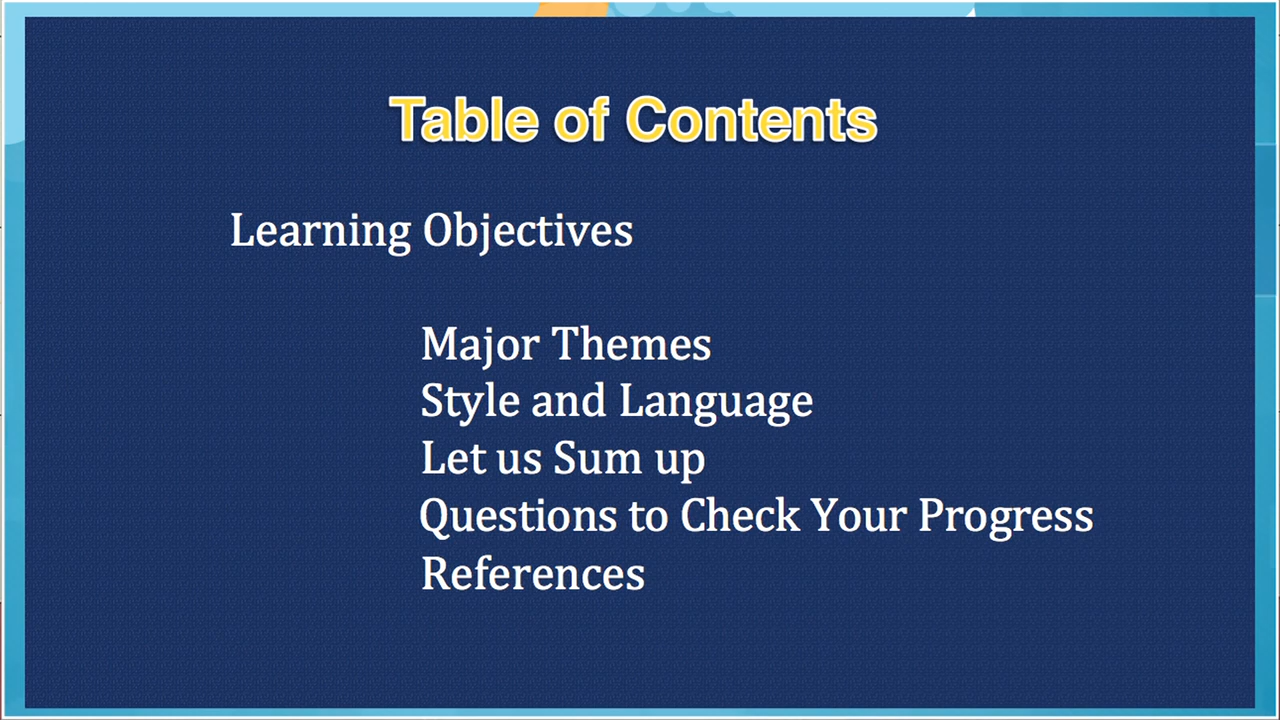 Table of Contents
Learning Objectives
Major Themes
Style and Language
Let us Sum up
Questions to Check Your Progress
References